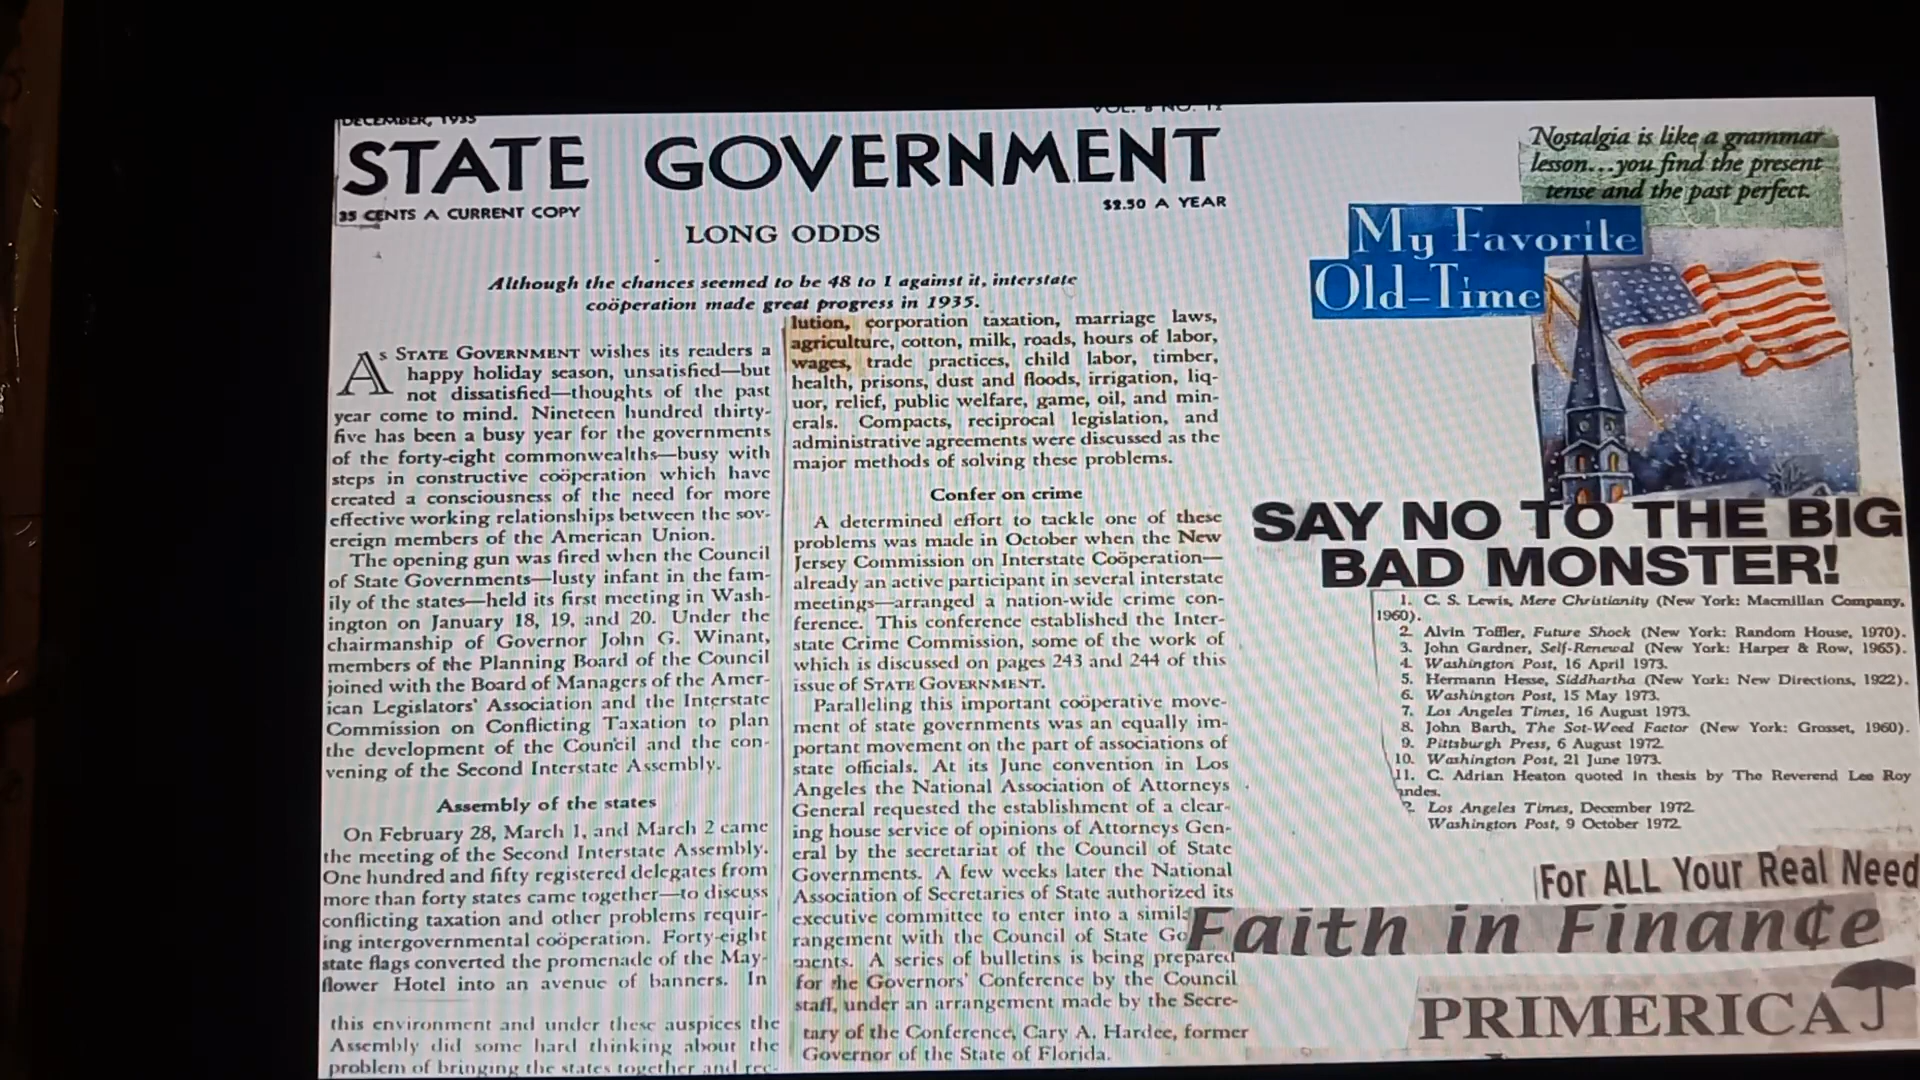 DECEMBER, 1935
VOL. 8 NO. 12
STATE GOVERNMENT
35 CENTS A CURRENT COPY
$2.50 A YEAR
LONG ODDS
Although the chances seemed to be 48 to 1 against it, interstate
coöperation made great progress in 1935.
As STATE GOVERNMENT wishes its readers a
happy holiday season, unsatisfied—but
not dissatisfied—thoughts of the past
year come to mind. Nineteen hundred thirty-
five has been a busy year for the governments
of the forty-eight commonwealths—busy with
steps in constructive coöperation which have
created a consciousness of the need for more
effective working relationships between the sov-
ereign members of the American Union.
The opening gun was fired when the Council
of State Governments—lusty infant in the fam-
ily of the states—held its first meeting in Wash-
ington on January 18, 19, and 20. Under the
chairmanship of Governor John G. Winant,
members of the Planning Board of the Council
joined with the Board of Managers of the Amer-
ican Legislators' Association and the Interstate
Commission on Conflicting Taxation to plan
the development of the Council and the con-
vening of the Second Interstate Assembly.
Assembly of the states
On February 28, March 1, and March 2 came
the meeting of the Second Interstate Assembly.
One hundred and fifty registered delegates from
more than forty states came together—to discuss
conflicting taxation and other problems requir-
ing intergovernmental coöperation. Forty-eight
state flags converted the promenade of the May-
flower Hotel into an avenue of banners. In
this environment and under these auspices the
Assembly did some hard thinking about the
problem of bringing the states together and rec-
lution, corporation taxation, marriage laws,
agriculture, cotton, milk, roads, hours of labor,
wages, trade practices, child labor, timber,
health, prisons, dust and floods, irrigation, liq-
uor, relief, public welfare, game, oil, and min-
erals. Compacts, reciprocal legislation, and
administrative agreements were discussed as the
major methods of solving these problems.
Confer on crime
A determined effort to tackle one of these
problems was made in October when the New
Jersey Commission on Interstate Coöperation—
already an active participant in several interstate
meetings—arranged a nation-wide crime con-
ference. This conference established the Inter-
state Crime Commission, some of the work of
which is discussed on pages 243 and 244 of this
issue of STATE GOVERNMENT.
Paralleling this important coöperative move-
ment of state governments was an equally im-
portant movement on the part of associations of
state officials. At its June convention in Los
Angeles the National Association of Attorneys
General requested the establishment of a clear-
ing house service of opinions of Attorneys Gen-
eral by the secretariat of the Council of State
Governments. A few weeks later the National
Association of Secretaries of State authorized its
executive committee to enter into a simila
rangement with the Council of State Go
ments. A series of bulletins is being prepared
for the Governors' Conference by the Council
staff, under an arrangement made by the Secre-
tary of the Conference, Cary A. Hardee, former
Governor of the State of Florida.
Nostalgia is like a grammar
lesson...you find the present
tense and the past perfect.
My Favorite
Old-Time
SAY NO TO THE BIG
BAD MONSTER!
1. C. S. Lewis, Mere Christianity (New York: Macmillan Company,
1960).
2. Alvin Toffler, Future Shock (New York: Random House, 1970).
3. John Gardner, Self-Renewal (New York: Harper & Row, 1965).
4. Washington Post, 16 April 1973.
5. Hermann Hesse, Siddhartha (New York: New Directions, 1922).
6. Washington Post, 15 May 1973.
7. Los Angeles Times, 16 August 1973.
8. John Barth, The Sot-Weed Factor (New York: Grosset, 1960).
9. Pittsburgh Press, 6 August 1972.
10. Washington Post, 21 June 1973.
11. C. Adrian Heaton quoted in thesis by The Reverend Lee Roy
andes.
2. Los Angeles Times, December 1972.
Washington Post, 9 October 1972.
For ALL Your Real Need
Faith in Finan¢e
PRIMERICA